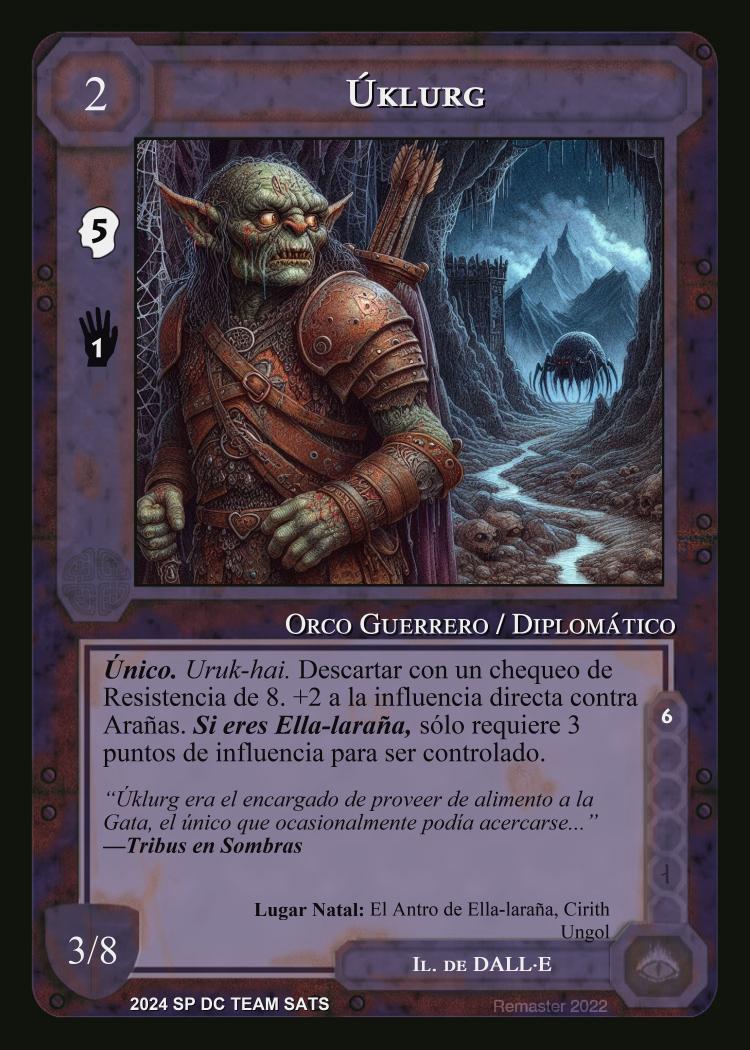 2
Úklurg
5
1
Orco Guerrero / Diplomático
Único. Uruk-hai. Descartar con un chequeo de
Resistencia de 8. +2 a la influencia directa contra
Arañas. Si eres Ella-laraña, sólo requiere 3
puntos de influencia para ser controlado.
6
“Úklurg era el encargado de proveer de alimento a la
Gata, el único que ocasionalmente podía acercarse...”
—Tribus en Sombras
Lugar Natal: El Antro de Ella-laraña, Cirith
Ungol
3/8
Il. de DALL·E
2024 SP DC TEAM SATS
Remaster 2022